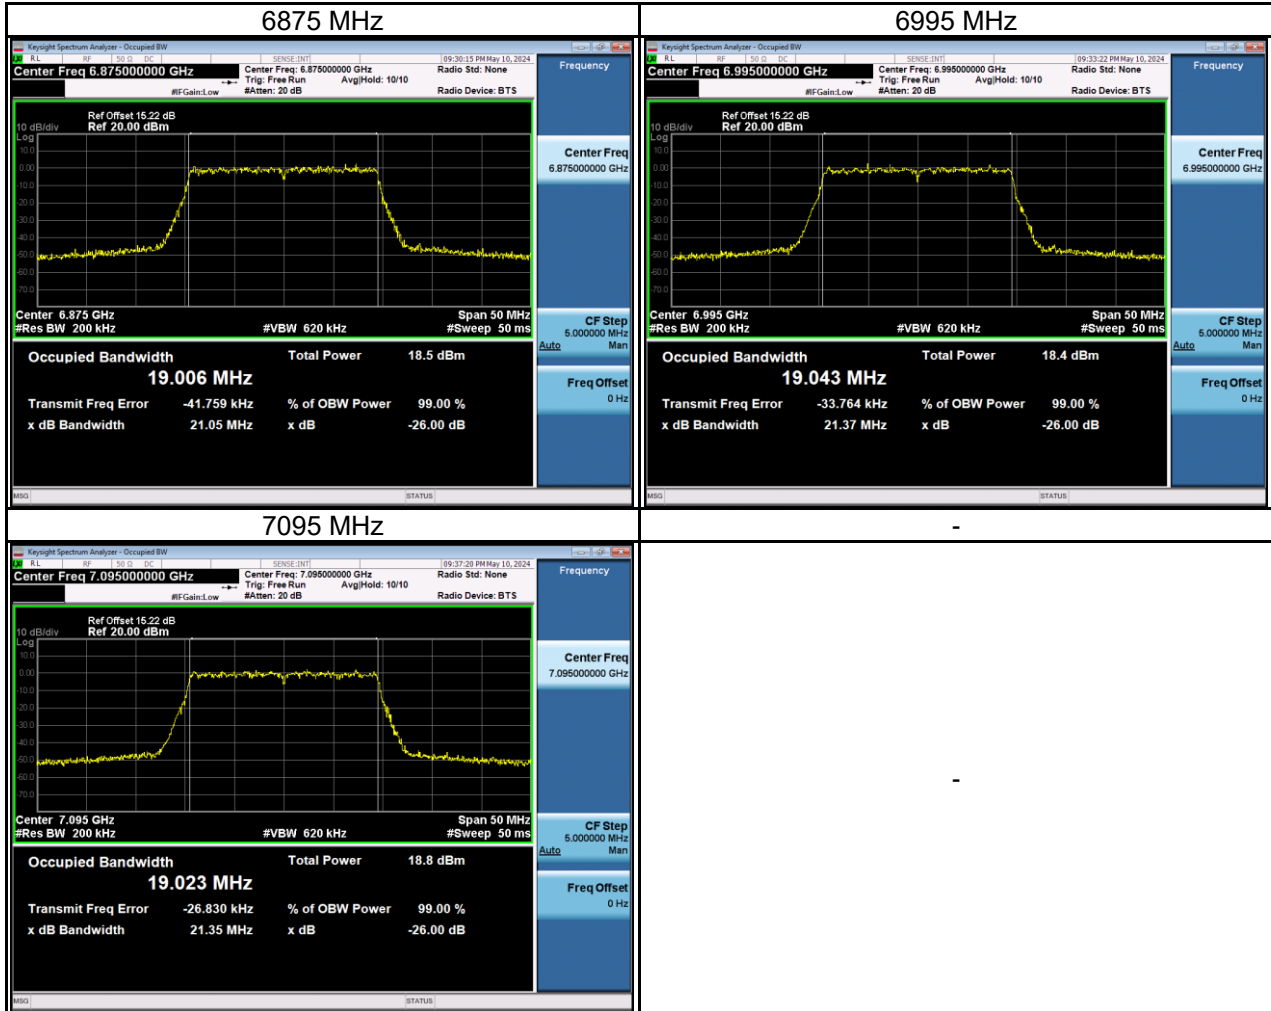 6875 MHz
6995 MHz
Keysight Spectrum Analyzer - Occupied BW
RL RF 50 Ω DC SENSE:INT 09:30:15 PM May 10, 2024
Center Freq 6.875000000 GHz
Center Freq: 6.875000000 GHz
Radio Std: None
Trig: Free Run Avg|Hold: 10/10
#IFGain:Low #Atten: 20 dB Radio Device: BTS
Frequency
Ref Offset 15.22 dB
10 dB/div Ref 20.00 dBm
Log
10.0
0.00
-10.0
-20.0
-30.0
-40.0
-50.0
-60.0
-70.0
Center Freq
6.875000000 GHz
Center 6.875 GHz Span 50 MHz
#Res BW 200 kHz #VBW 620 kHz #Sweep 50 ms
CF Step
5.000000 MHz
Auto Man
Occupied Bandwidth Total Power 18.5 dBm
19.006 MHz
Freq Offset
0 Hz
Transmit Freq Error -41.759 kHz % of OBW Power 99.00 %
x dB Bandwidth 21.05 MHz x dB -26.00 dB
MSG STATUS
Keysight Spectrum Analyzer - Occupied BW
RL RF 50 Ω DC SENSE:INT 09:33:22 PM May 10, 2024
Center Freq 6.995000000 GHz
Center Freq: 6.995000000 GHz
Radio Std: None
Trig: Free Run Avg|Hold: 10/10
#IFGain:Low #Atten: 20 dB Radio Device: BTS
Frequency
Ref Offset 15.22 dB
10 dB/div Ref 20.00 dBm
Log
10.0
0.00
-10.0
-20.0
-30.0
-40.0
-50.0
-60.0
-70.0
Center Freq
6.995000000 GHz
Center 6.995 GHz Span 50 MHz
#Res BW 200 kHz #VBW 620 kHz #Sweep 50 ms
CF Step
5.000000 MHz
Auto Man
Occupied Bandwidth Total Power 18.4 dBm
19.043 MHz
Freq Offset
0 Hz
Transmit Freq Error -33.764 kHz % of OBW Power 99.00 %
x dB Bandwidth 21.37 MHz x dB -26.00 dB
MSG STATUS
7095 MHz
-
Keysight Spectrum Analyzer - Occupied BW
RL RF 50 Ω DC SENSE:INT 09:37:20 PM May 10, 2024
Center Freq 7.095000000 GHz
Center Freq: 7.095000000 GHz
Radio Std: None
Trig: Free Run Avg|Hold: 10/10
#IFGain:Low #Atten: 20 dB Radio Device: BTS
Frequency
Ref Offset 15.22 dB
10 dB/div Ref 20.00 dBm
Log
10.0
0.00
-10.0
-20.0
-30.0
-40.0
-50.0
-60.0
-70.0
Center Freq
7.095000000 GHz
Center 7.095 GHz Span 50 MHz
#Res BW 200 kHz #VBW 620 kHz #Sweep 50 ms
CF Step
5.000000 MHz
Auto Man
Occupied Bandwidth Total Power 18.8 dBm
19.023 MHz
Freq Offset
0 Hz
Transmit Freq Error -26.830 kHz % of OBW Power 99.00 %
x dB Bandwidth 21.35 MHz x dB -26.00 dB
MSG STATUS
-